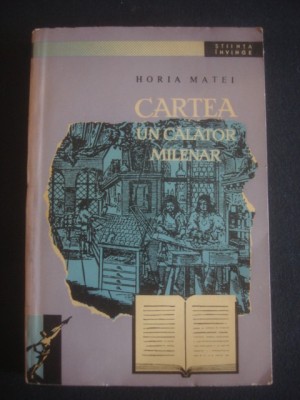 ȘTIINȚA
ÎNVINGE
HORIA MATEI
CARTEA
UN CĂLĂTOR
MILENAR